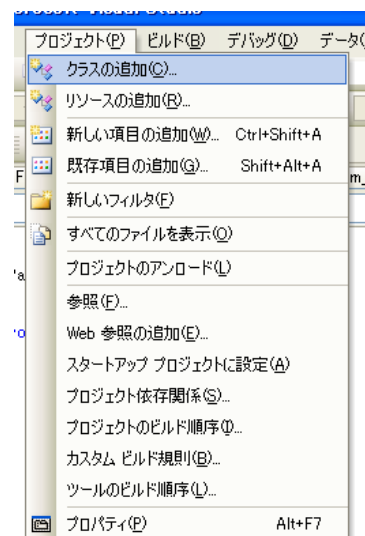 プロジェクト(P) ビルド(B) デバッグ(D) データ(
クラスの追加(C)...
リソースの追加(R)...
新しい項目の追加(W)... Ctrl+Shift+A
既存項目の追加(G)... Shift+Alt+A
新しいフィルタ(F)
すべてのファイルを表示(O)
プロジェクトのアンロード(L)
参照(F)...
Web 参照の追加(E)...
スタートアップ プロジェクトに設定(A)
プロジェクト依存関係(S)...
プロジェクトのビルド順序(I)...
カスタム ビルド規則(B)...
ツールのビルド順序(L)...
プロパティ(P) Alt+F7